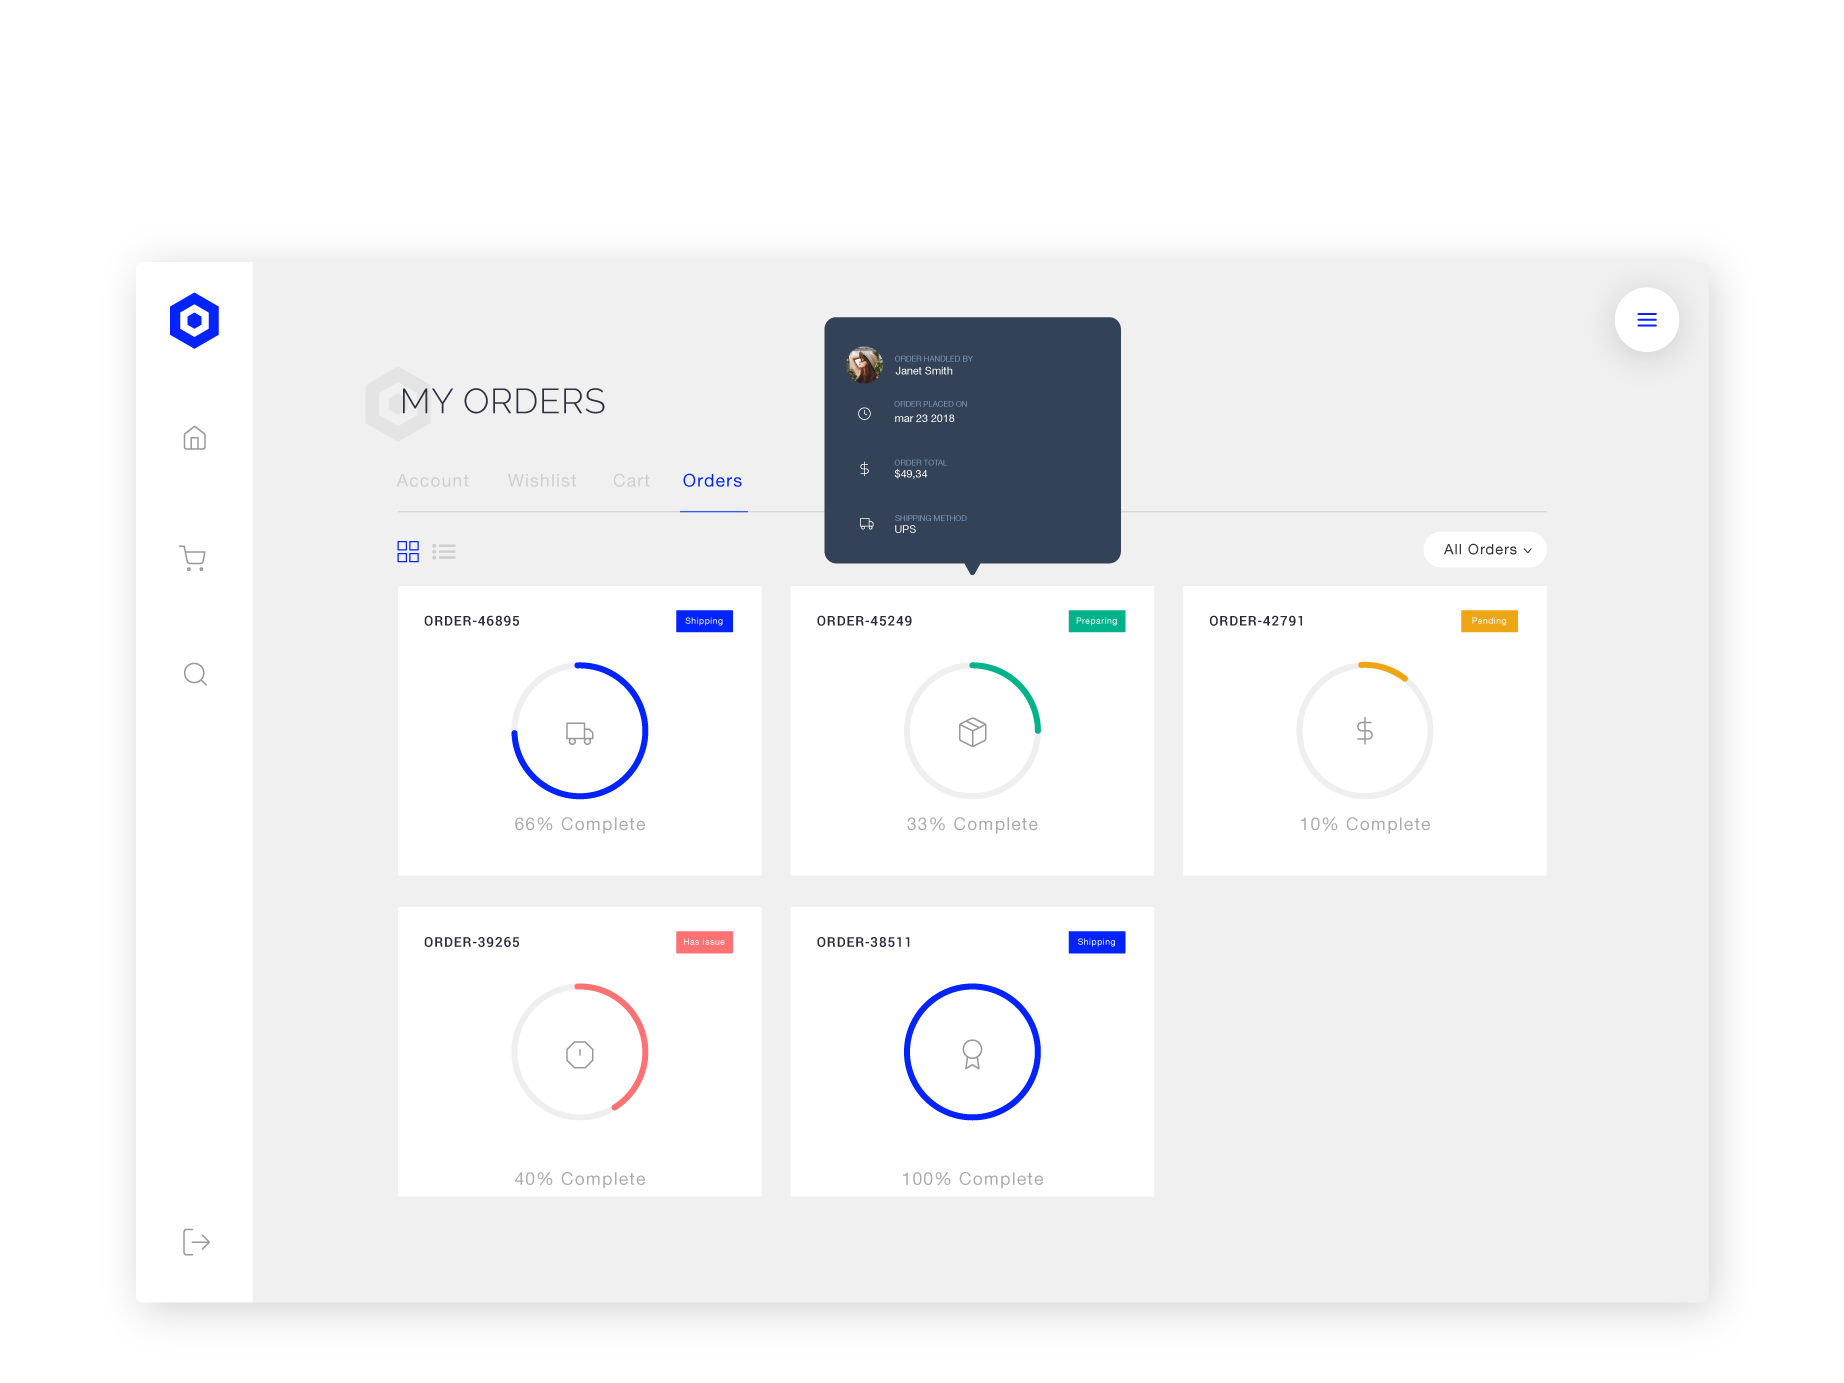 ORDER HANDLED BY
Janet Smith
ORDER PLACED ON
mar 23 2018
ORDER TOTAL
$49,34
SHIPPING METHOD
UPS
MY ORDERS
Account Wishlist Cart Orders
All Orders
ORDER-46895 Shipping
66% Complete
ORDER-45249 Preparing
33% Complete
ORDER-42791 Pending
10% Complete
ORDER-39265 Has issue
40% Complete
ORDER-38511 Shipping
100% Complete